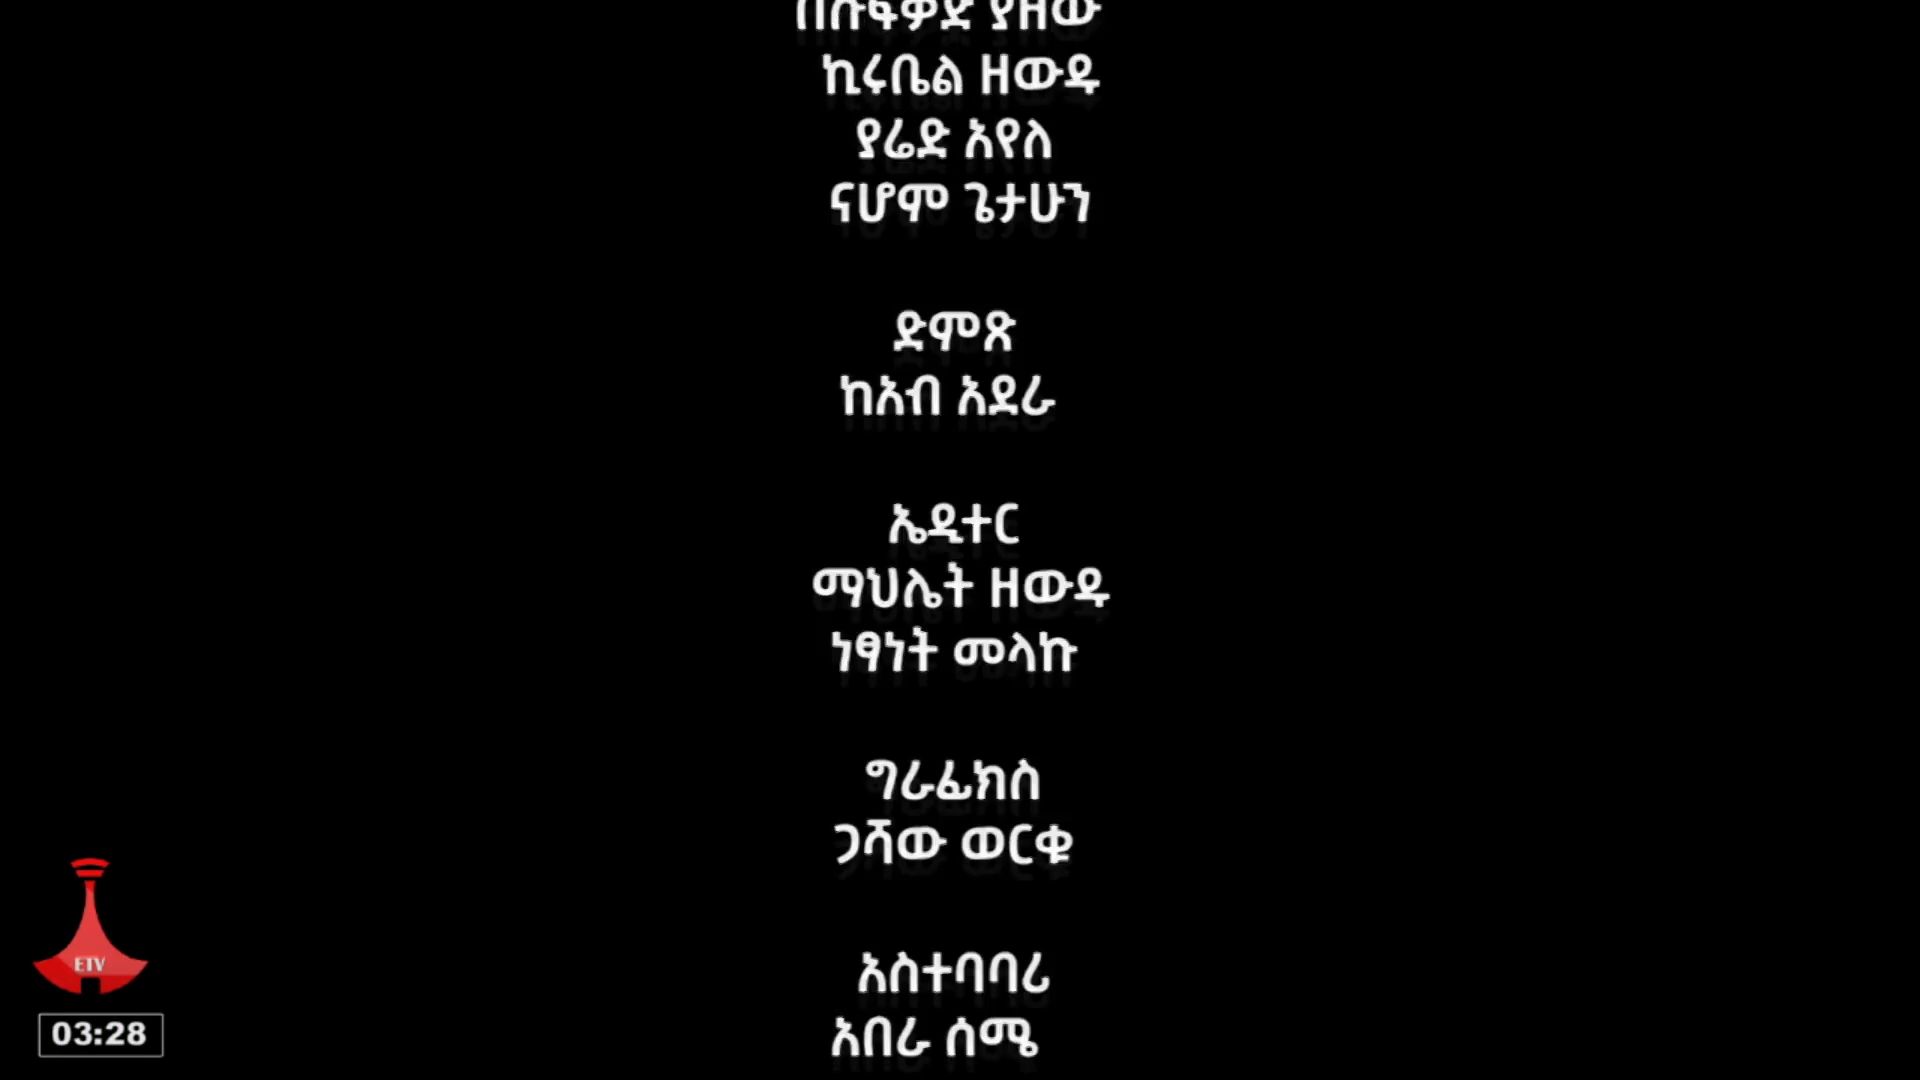 ያዘው
ኪሩቤል ዘውዱ
ያሬድ አየለ
ናሆም ጌታሁን
ድምጽ
ከአብ አደራ
ኤዲተር
ማህሌት ዘውዱ
ነፃነት መላኩ
ግራፊክስ
ጋሻው ወርቁ
አስተባባሪ
አበራ ሰሜ
ETV
03:28